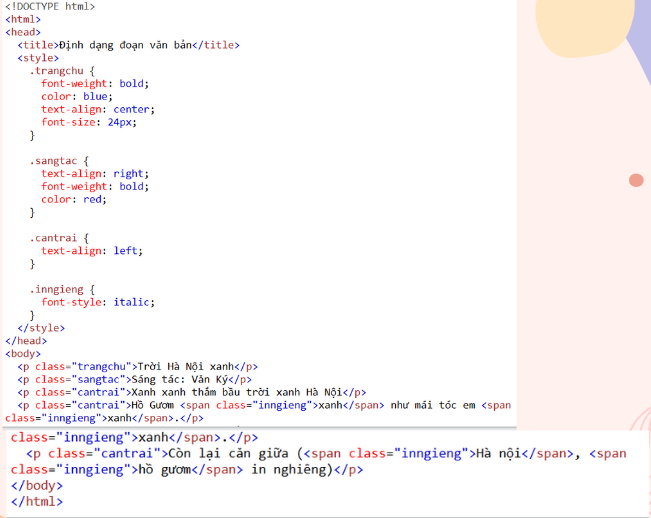 <!DOCTYPE html>
<html>
<head>
  <title>Định dạng đoạn văn bản</title>
  <style>
    .trangchu {
      font-weight: bold;
      color: blue;
      text-align: center;
      font-size: 24px;
    }

    .sangtac {
      text-align: right;
      font-weight: bold;
      color: red;
    }

    .cantrai {
      text-align: left;
    }

    .inngieng {
      font-style: italic;
    }
  </style>
</head>
<body>
  <p class="trangchu">Trời Hà Nội xanh</p>
  <p class="sangtac">Sáng tác: Văn Ký</p>
  <p class="cantrai">Xanh xanh thắm bầu trời xanh Hà Nội</p>
  <p class="cantrai">Hồ Gươm <span class="inngieng">xanh</span> như mái tóc em <span
class="inngieng">xanh</span>.</p>
class="inngieng">xanh</span>.</p>
  <p class="cantrai">Còn lại căn giữa (<span class="inngieng">Hà nội</span>, <span
class="inngieng">hồ gươm</span> in nghiêng)</p>
</body>
</html>